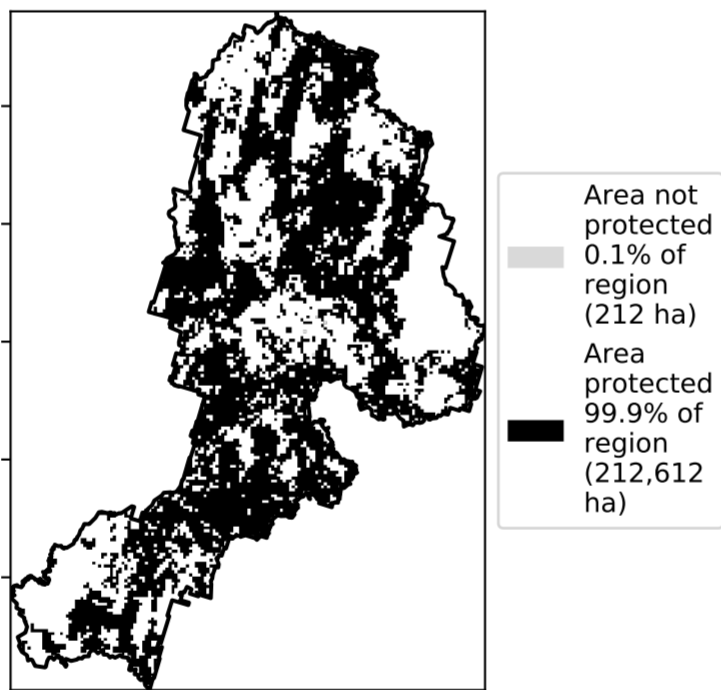 Area not
protected
0.1% of
region
(212 ha)
Area
protected
99.9% of
region
(212,612
ha)